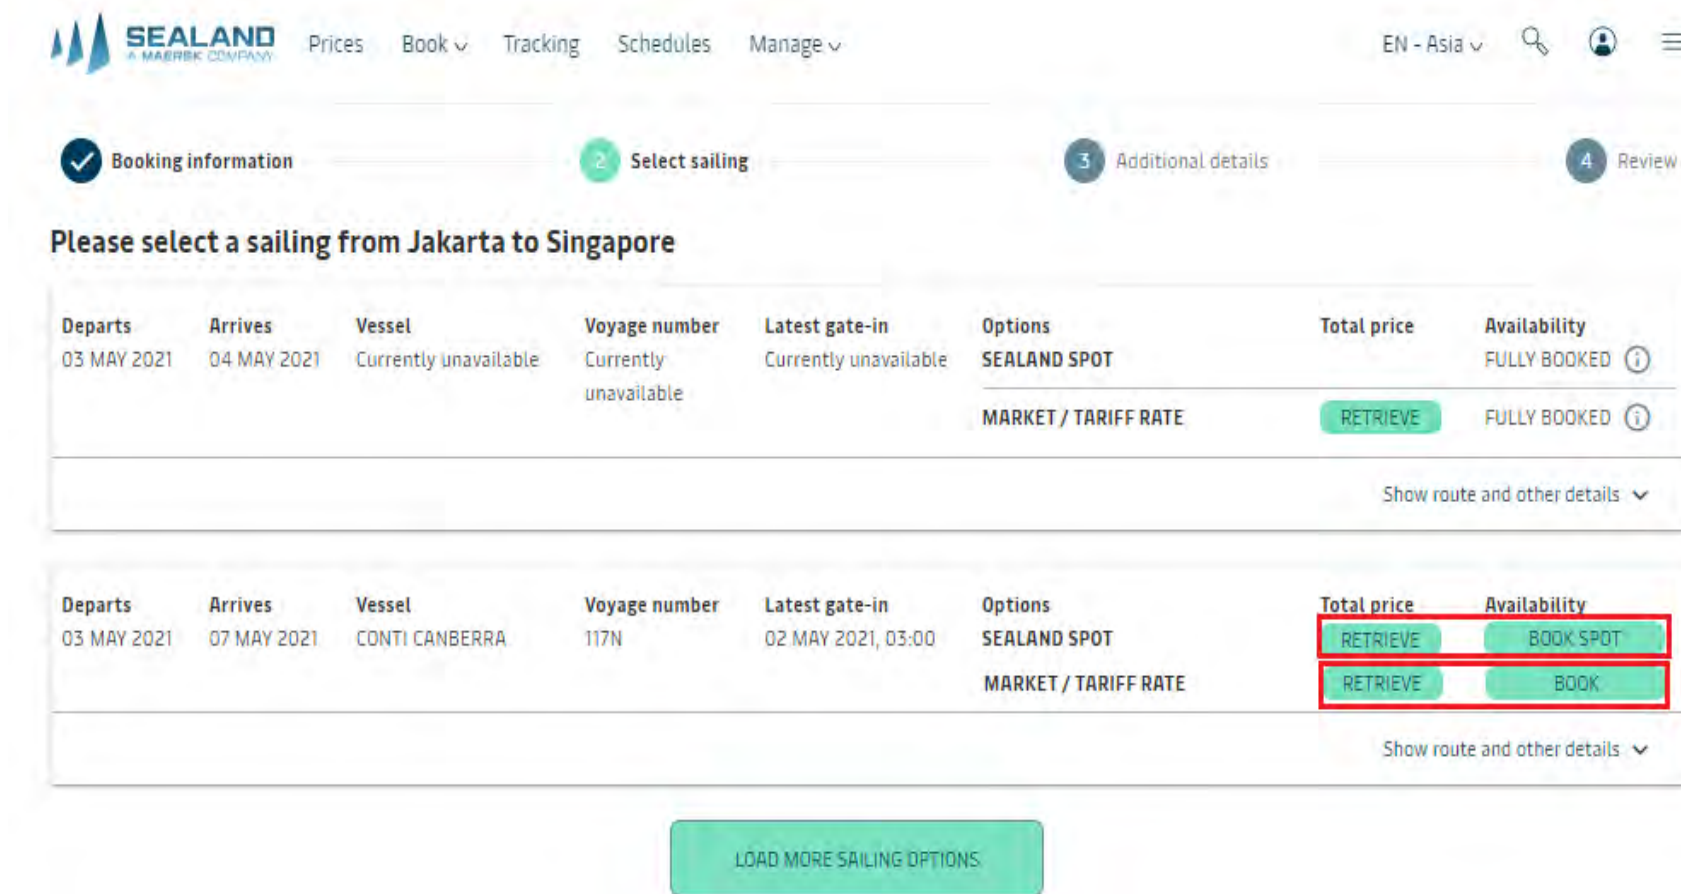 SEALAND
A MAERSK COMPANY
Prices Book Tracking Schedules Manage EN - Asia
Booking information 2 Select sailing 3 Additional details 4 Review
Please select a sailing from Jakarta to Singapore
Departs Arrives Vessel Voyage number Latest gate-in Options Total price Availability
03 MAY 2021 04 MAY 2021 Currently unavailable Currently Currently unavailable SEALAND SPOT FULLY BOOKED
unavailable
MARKET / TARIFF RATE RETRIEVE FULLY BOOKED
Show route and other details
Departs Arrives Vessel Voyage number Latest gate-in Options Total price Availability
03 MAY 2021 07 MAY 2021 CONTI CANBERRA 117N 02 MAY 2021, 03:00 SEALAND SPOT RETRIEVE BOOK SPOT
MARKET / TARIFF RATE RETRIEVE BOOK
Show route and other details
LOAD MORE SAILING OPTIONS